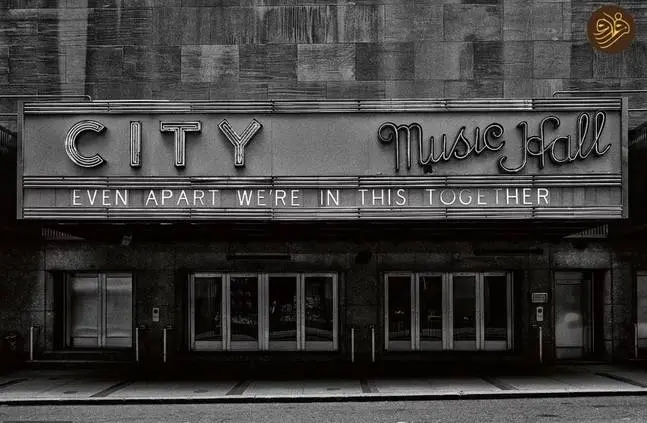 CITY Music Hall
EVEN APART WE'RE IN THIS TOGETHER